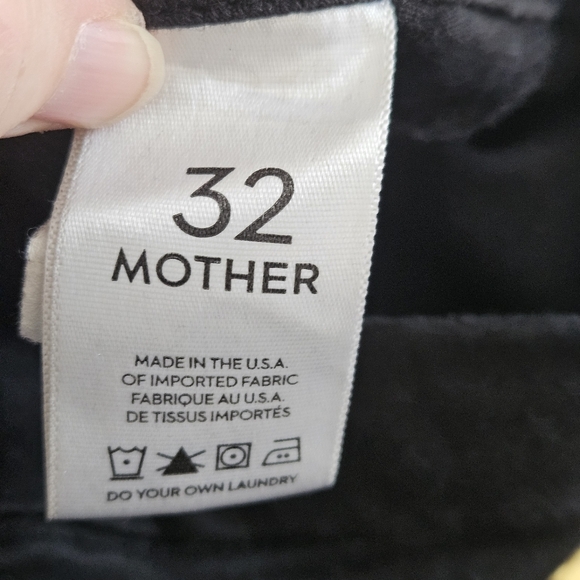 32
MOTHER
MADE IN THE U.S.A.
OF IMPORTED FABRIC
FABRIQUE AU U.S.A.
DE TISSUS IMPORTÉS
DO YOUR OWN LAUNDRY